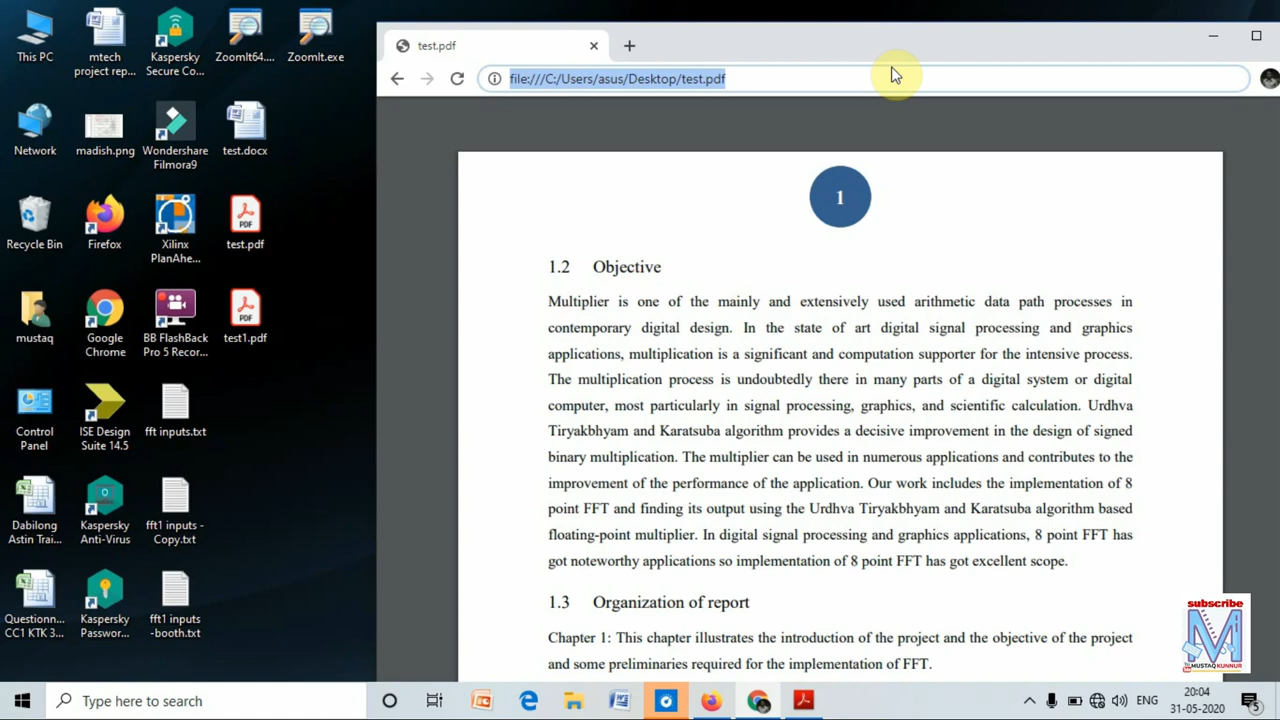 This PC
mtech
project rep...
Kaspersky
Secure Co...
ZoomIt64....
ZoomIt.exe
Network
madish.png
Wondershare
Filmora9
test.docx
Recycle Bin
Firefox
Xilinx
PlanAhe...
PDF
test.pdf
mustaq
Google
Chrome
BB FlashBack
Pro 5 Recor...
PDF
test1.pdf
Control
Panel
ISE Design
Suite 14.5
fft inputs.txt
Dabilong
Astin Trai...
Kaspersky
Anti-Virus
fft1 inputs -
Copy.txt
Questionn...
CC1 KTK 3...
Kaspersky
Passwor...
fft1 inputs
-booth.txt
test.pdf
file:///C:/Users/asus/Desktop/test.pdf
1
1.2 Objective
Multiplier is one of the mainly and extensively used arithmetic data path processes in
contemporary digital design. In the state of art digital signal processing and graphics
applications, multiplication is a significant and computation supporter for the intensive process.
The multiplication process is undoubtedly there in many parts of a digital system or digital
computer, most particularly in signal processing, graphics, and scientific calculation. Urdhva
Tiryakbhyam and Karatsuba algorithm provides a decisive improvement in the design of signed
binary multiplication. The multiplier can be used in numerous applications and contributes to the
improvement of the performance of the application. Our work includes the implementation of 8
point FFT and finding its output using the Urdhva Tiryakbhyam and Karatsuba algorithm based
floating-point multiplier. In digital signal processing and graphics applications, 8 point FFT has
got noteworthy applications so implementation of 8 point FFT has got excellent scope.
1.3 Organization of report
Chapter 1: This chapter illustrates the introduction of the project and the objective of the project
and some preliminaries required for the implementation of FFT.
subscribe
MUSTAQ KUNNUR
Type here to search
ENG
20:04
31-05-2020
5